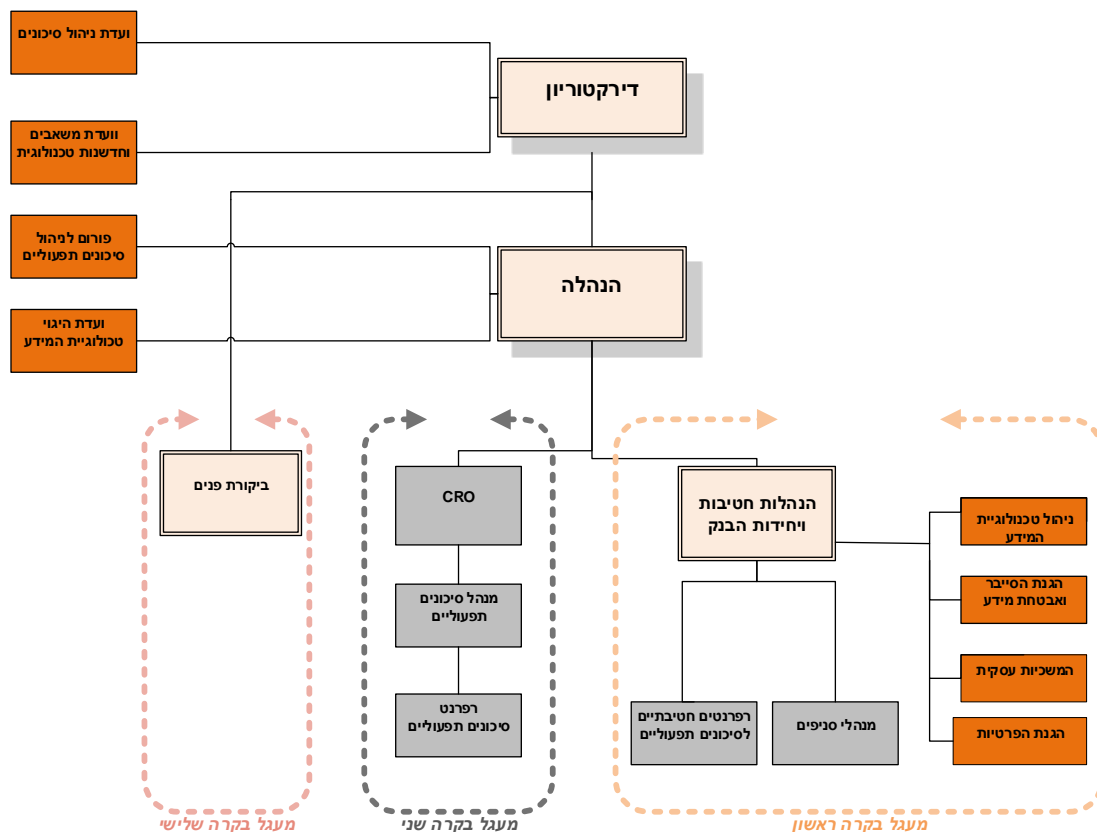 ועדת ניהול סיכונים
דירקטוריון
וועדת משאבים
וחדשנות טכנולוגית
פורום לניהול
סיכונים תפעוליים
הנהלה
ועדת היגוי
טכולוגיית המידע
ביקורת פנים
CRO
הנהלות חטיבות
ויחידות הבנק
ניהול טכנולוגיית
המידע
מנהל סיכונים
תפעוליים
הגנת הסייבר
ואבטחת מידע
המשכיות עסקית
רפרנט
סיכונים תפעוליים
רפרנטים חטיבתיים
לסיכונים תפעוליים
מנהלי סניפים
הגנת הפרטיות
מעגל בקרה ראשון
מעגל בקרה שני
מעגל בקרה שלישי